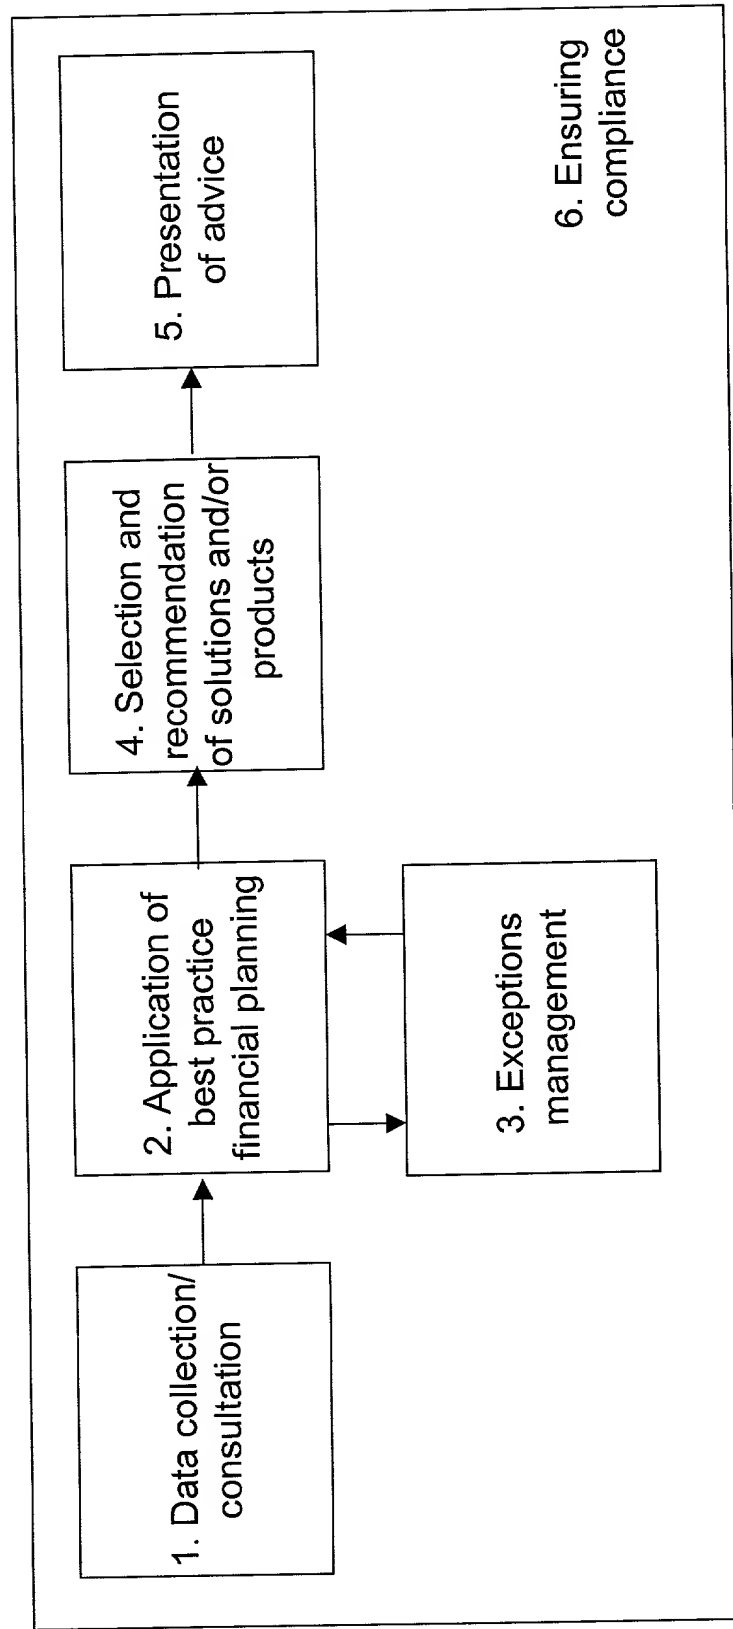 1. Data collection/
consultation
2. Application of
best practice
financial planning
3. Exceptions
management
4. Selection and
recommendation
of solutions and/or
products
5. Presentation
of advice
6. Ensuring
compliance